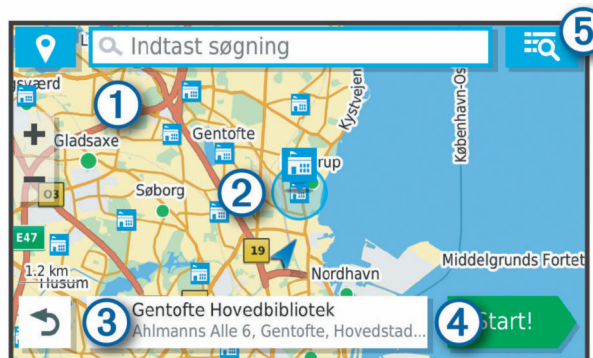 5
Indtast søgning
1
Kystvejen
København-Os
Gladsaxe
Gentofte
+
2
03
Søborg
19
E47
1.2 km
Husum
Nordhavn
Middelgrunds Fortet
3
Gentofte Hovedbibliotek
Ahlmanns Alle 6, Gentofte, Hovedstad...
4
Start!